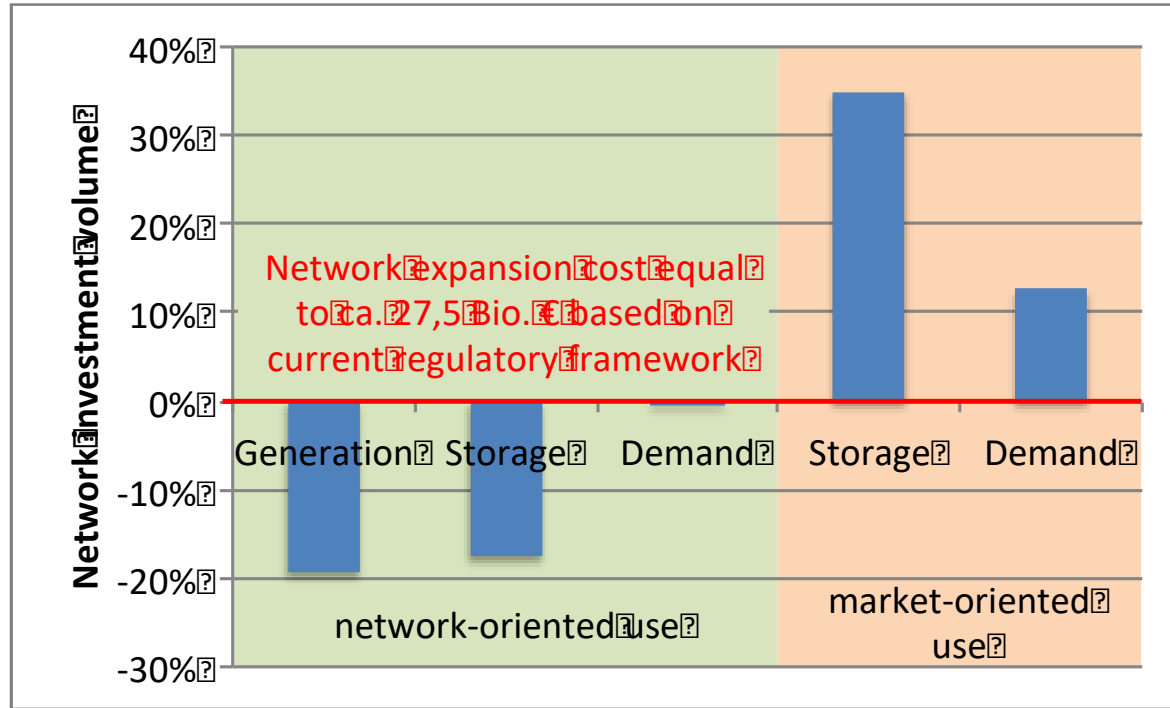 40%
30%
20%
10%
0%
-10%
-20%
-30%
Network investment volume
Network expansion cost equal
to ca. 27,5 Bio. € based on
current regulatory framework
Generation Storage Demand Storage Demand
network-oriented use
market-oriented
use